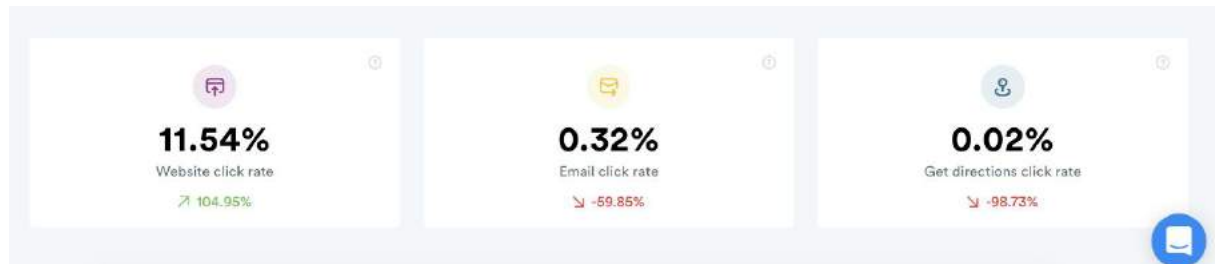 11.54%
Website click rate
↗ 104.95%
0.32%
Email click rate
↘ -59.85%
0.02%
Get directions click rate
↘ -98.73%